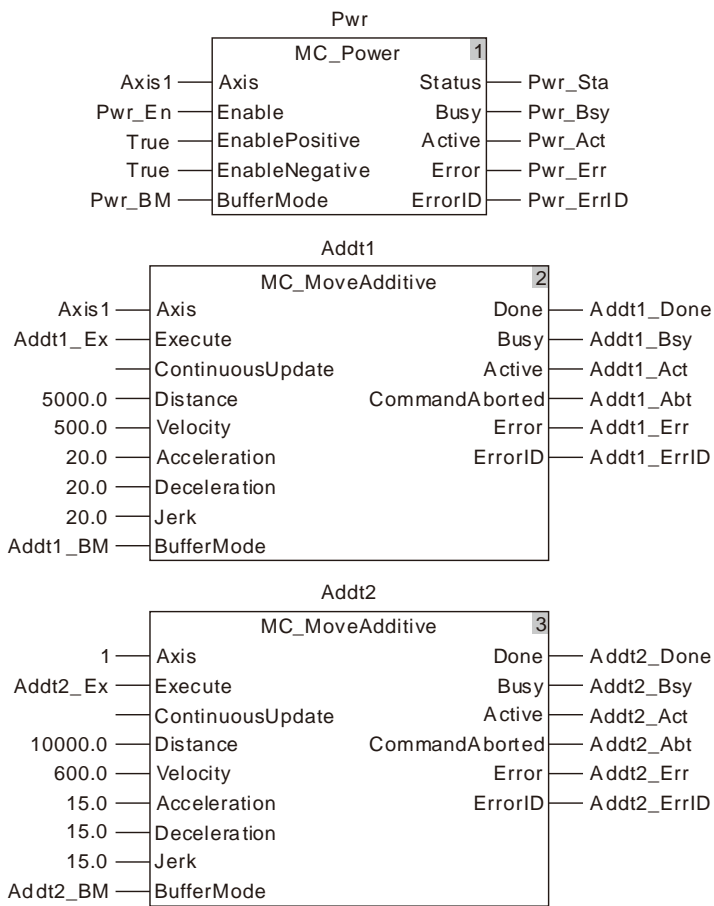 Pwr
MC_Power 1
Axis1 Axis Status Pwr_Sta
Pwr_En Enable Busy Pwr_Bsy
True EnablePositive Active Pwr_Act
True EnableNegative Error Pwr_Err
Pwr_BM BufferMode ErrorID Pwr_ErrID
Addt1
MC_MoveAdditive 2
Axis1 Axis Done Addt1_Done
Addt1_Ex Execute Busy Addt1_Bsy
ContinuousUpdate Active Addt1_Act
5000.0 Distance CommandAborted Addt1_Abt
500.0 Velocity Error Addt1_Err
20.0 Acceleration ErrorID Addt1_ErrID
20.0 Deceleration
20.0 Jerk
Addt1_BM BufferMode
Addt2
MC_MoveAdditive 3
1 Axis Done Addt2_Done
Addt2_Ex Execute Busy Addt2_Bsy
ContinuousUpdate Active Addt2_Act
10000.0 Distance CommandAborted Addt2_Abt
600.0 Velocity Error Addt2_Err
15.0 Acceleration ErrorID Addt2_ErrID
15.0 Deceleration
15.0 Jerk
Addt2_BM BufferMode